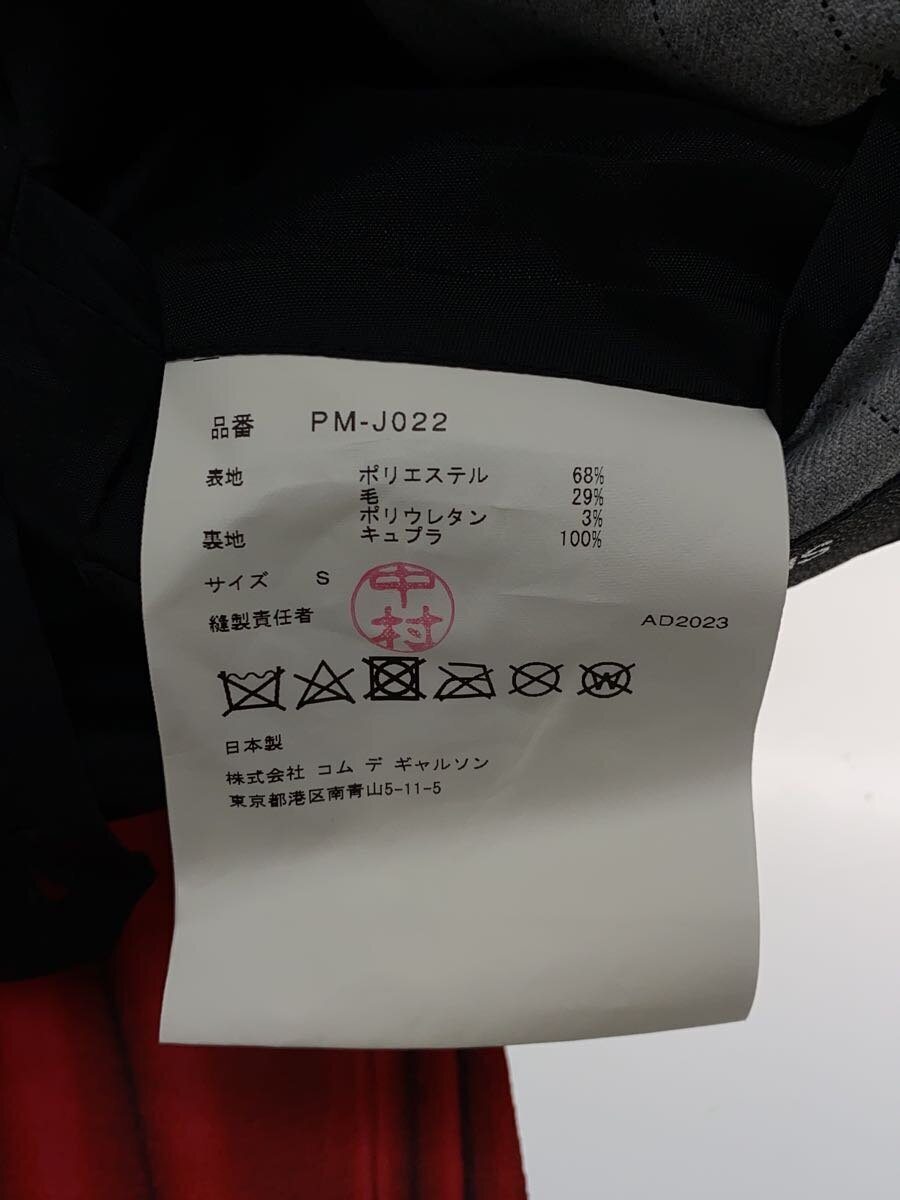 品番 PM-J022
表地 ポリエステル 68%
毛 29%
ポリウレタン 3%
裏地 キュプラ 100%
サイズ S
中村
縫製責任者 AD2023
W
日本製
株式会社 コム デ ギャルソン
東京都港区南青山5-11-5